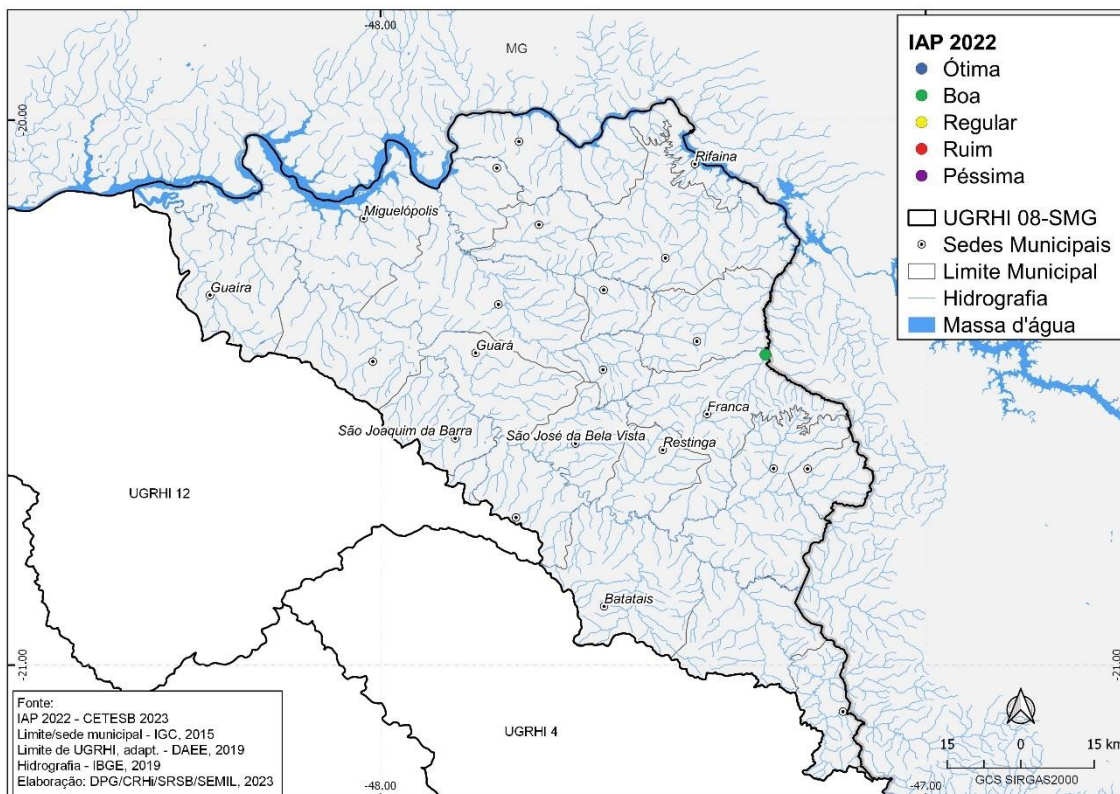 -48.00
MG
-20.00
Rifaina
Miguelópolis
Guaíra
Guará
Franca
São Joaquim da Barra
São José da Bela Vista
Restinga
UGRHI 12
Batatais
-21.00
-21.00
UGRHI 4
-48.00
-47.00
IAP 2022
Ótima
Boa
Regular
Ruim
Péssima
UGRHI 08-SMG
Sedes Municipais
Limite Municipal
Hidrografia
Massa d'água
Fonte:
IAP 2022 - CETESB 2023
Limite/sede municipal - IGC, 2015
Limite de UGRHI, adapt. - DAEE, 2019
Hidrografia - IBGE, 2019
Elaboração: DPG/CRHi/SRSB/SEMIL, 2023
15 0 15 km
GCS SIRGAS2000